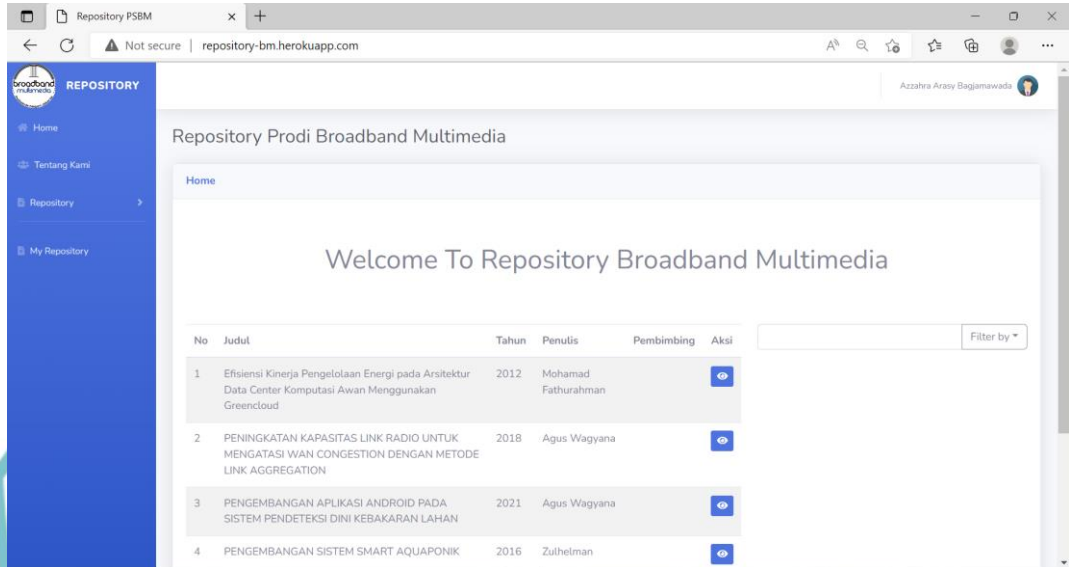 Repository PSBM
Not secure | repository-bm.herokuapp.com
broadband
multimedia
REPOSITORY
Azzahra Arasy Bagjamawada
Home
Tentang Kami
Repository
My Repository
Repository Prodi Broadband Multimedia
Home
Welcome To Repository Broadband Multimedia
No Judul Tahun Penulis Pembimbing Aksi
Filter by
1 Efisiensi Kinerja Pengelolaan Energi pada Arsitektur 2012 Mohamad
Data Center Komputasi Awan Menggunakan Fathurahman
Greencloud
2 PENINGKATAN KAPASITAS LINK RADIO UNTUK 2018 Agus Wagyana
MENGATASI WAN CONGESTION DENGAN METODE
LINK AGGREGATION
3 PENGEMBANGAN APLIKASI ANDROID PADA 2021 Agus Wagyana
SISTEM PENDETEKSI DINI KEBAKARAN LAHAN
4 PENGEMBANGAN SISTEM SMART AQUAPONIK 2016 Zulhelman